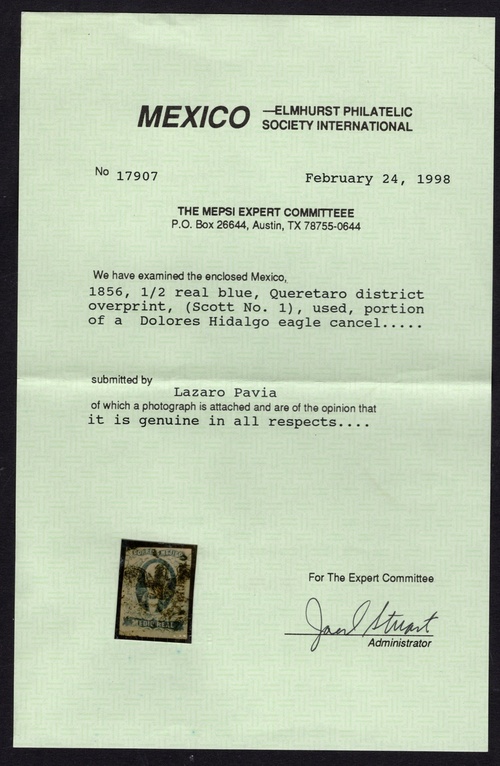 MEXICO —ELMHURST PHILATELIC
SOCIETY INTERNATIONAL
No 17907 February 24, 1998
THE MEPSI EXPERT COMMITTEEE
P.O. Box 26644, Austin, TX 78755-0644
We have examined the enclosed Mexico,
1856, 1/2 real blue, Queretaro district
overprint, (Scott No. 1), used, portion
of a Dolores Hidalgo eagle cancel.....
submitted by
Lazaro Pavia
of which a photograph is attached and are of the opinion that
it is genuine in all respects....
For The Expert Committee
Administrator